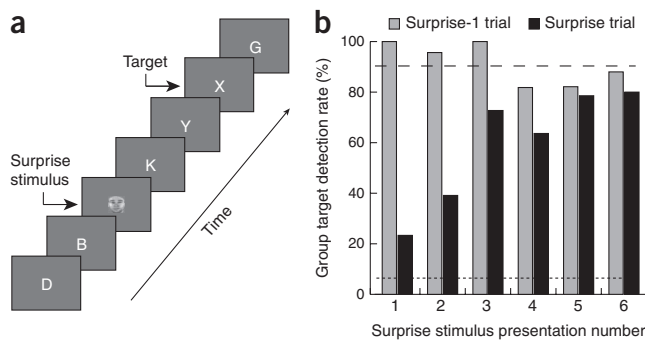 a
G
Target
X
Y
Surprise
stimulus
K
B
D
Time
b
Surprise-1 trial
Surprise trial
Group target detection rate (%)
100
80
60
40
20
0
1 2 3 4 5 6
Surprise stimulus presentation number